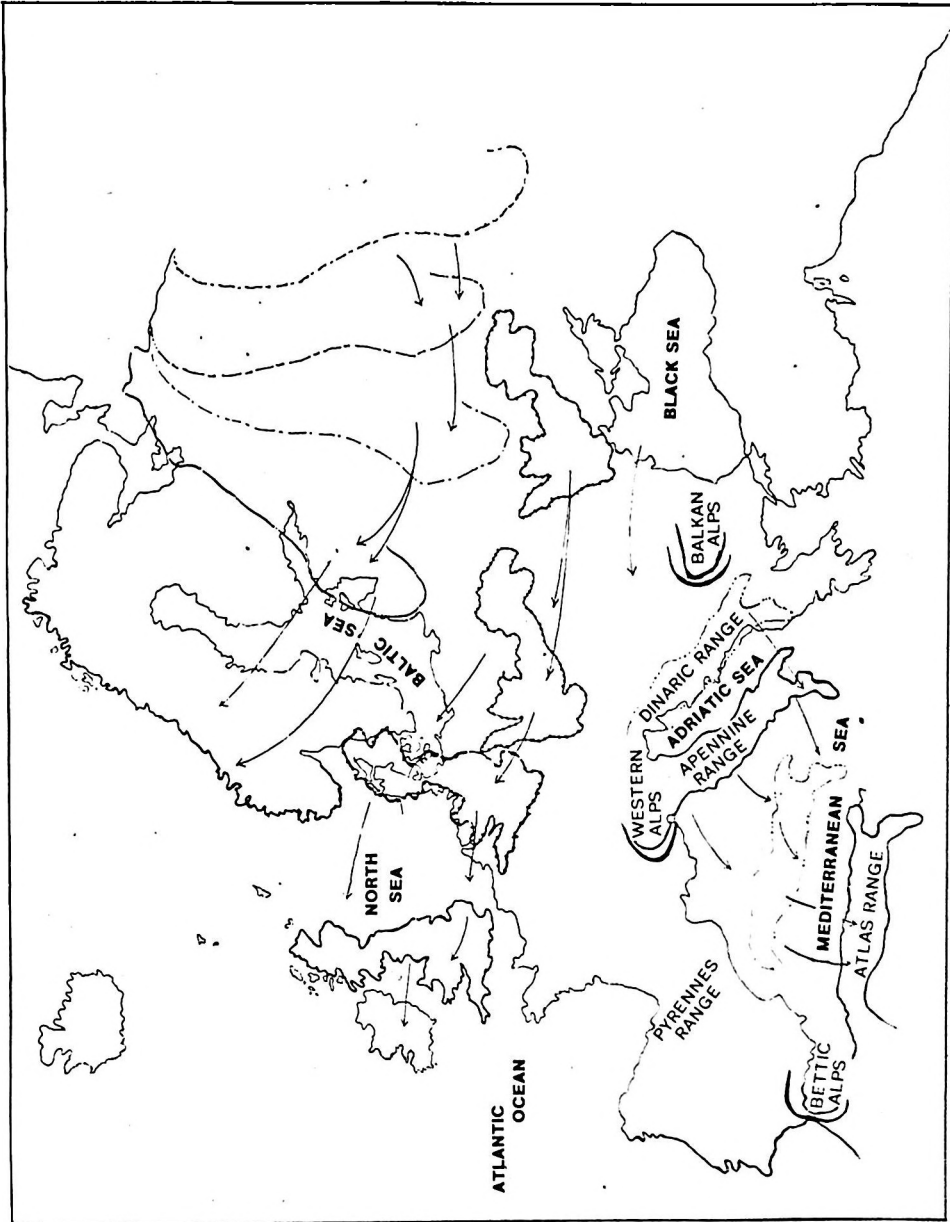 BALTIC SEA
NORTH
SEA
ATLANTIC
OCEAN
BLACK SEA
BALKAN
ALPS
DINARIC RANGE
ADRIATIC SEA
APENNINE
RANGE
WESTERN
ALPS
MEDITERRANEAN SEA
ATLAS RANGE
PYRENNES
RANGE
BETTIC
ALPS